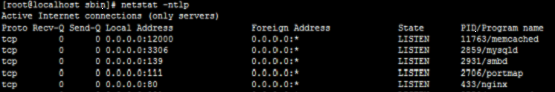 [root@localhost sbin]# netstat -ntlp
Active Internet connections (only servers)
Proto Recv-Q Send-Q Local Address Foreign Address State PID/Program name
tcp 0 0 0.0.0.0:12000 0.0.0.0:* LISTEN 11763/memcached
tcp 0 0 0.0.0.0:3306 0.0.0.0:* LISTEN 2859/mysqld
tcp 0 0 0.0.0.0:139 0.0.0.0:* LISTEN 2931/smbd
tcp 0 0 0.0.0.0:111 0.0.0.0:* LISTEN 2706/portmap
tcp 0 0 0.0.0.0:80 0.0.0.0:* LISTEN 433/nginx